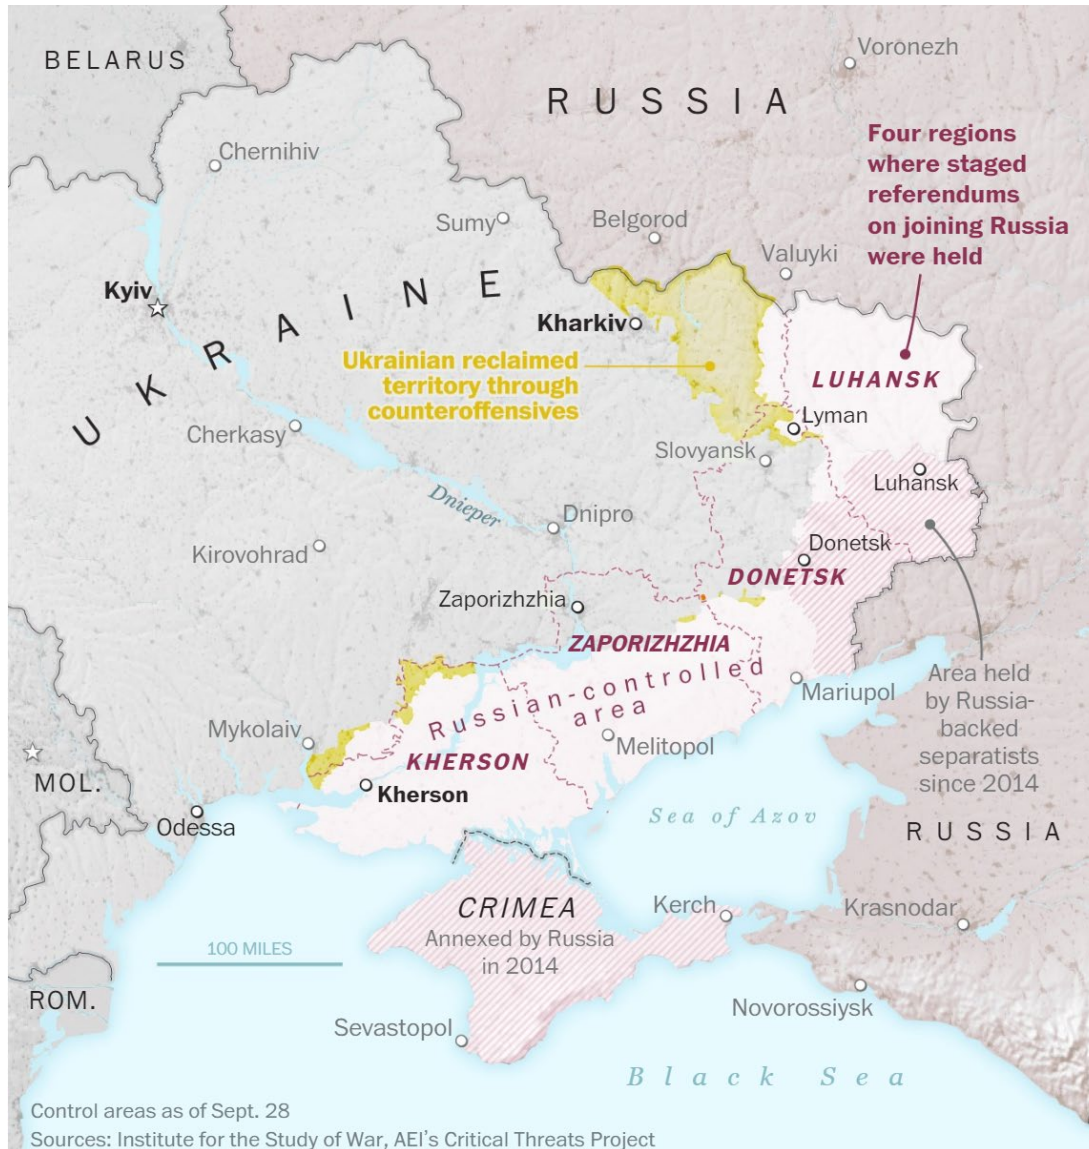 BELARUS
Voronezh
RUSSIA
Four regions
where staged
referendums
on joining Russia
were held
Chernihiv
Sumy
Belgorod
Valuyki
Kyiv
UKRAINE
Kharkiv
Ukrainian reclaimed
territory through
counteroffensives
LUHANSK
Lyman
Cherkasy
Slovyansk
Luhansk
Dnieper
Dnipro
Kirovohrad
Donetsk
DONETSK
Zaporizhzhia
ZAPORIZHZHIA
Area held
by Russia-
backed
separatists
since 2014
Russian-controlled
area
Mariupol
Mykolaiv
Melitopol
KHERSON
MOL.
Kherson
Odessa
Sea of Azov
RUSSIA
CRIMEA
Annexed by Russia
in 2014
Kerch
Krasnodar
100 MILES
ROM.
Novorossiysk
Sevastopol
Black Sea
Control areas as of Sept. 28
Sources: Institute for the Study of War, AEI's Critical Threats Project